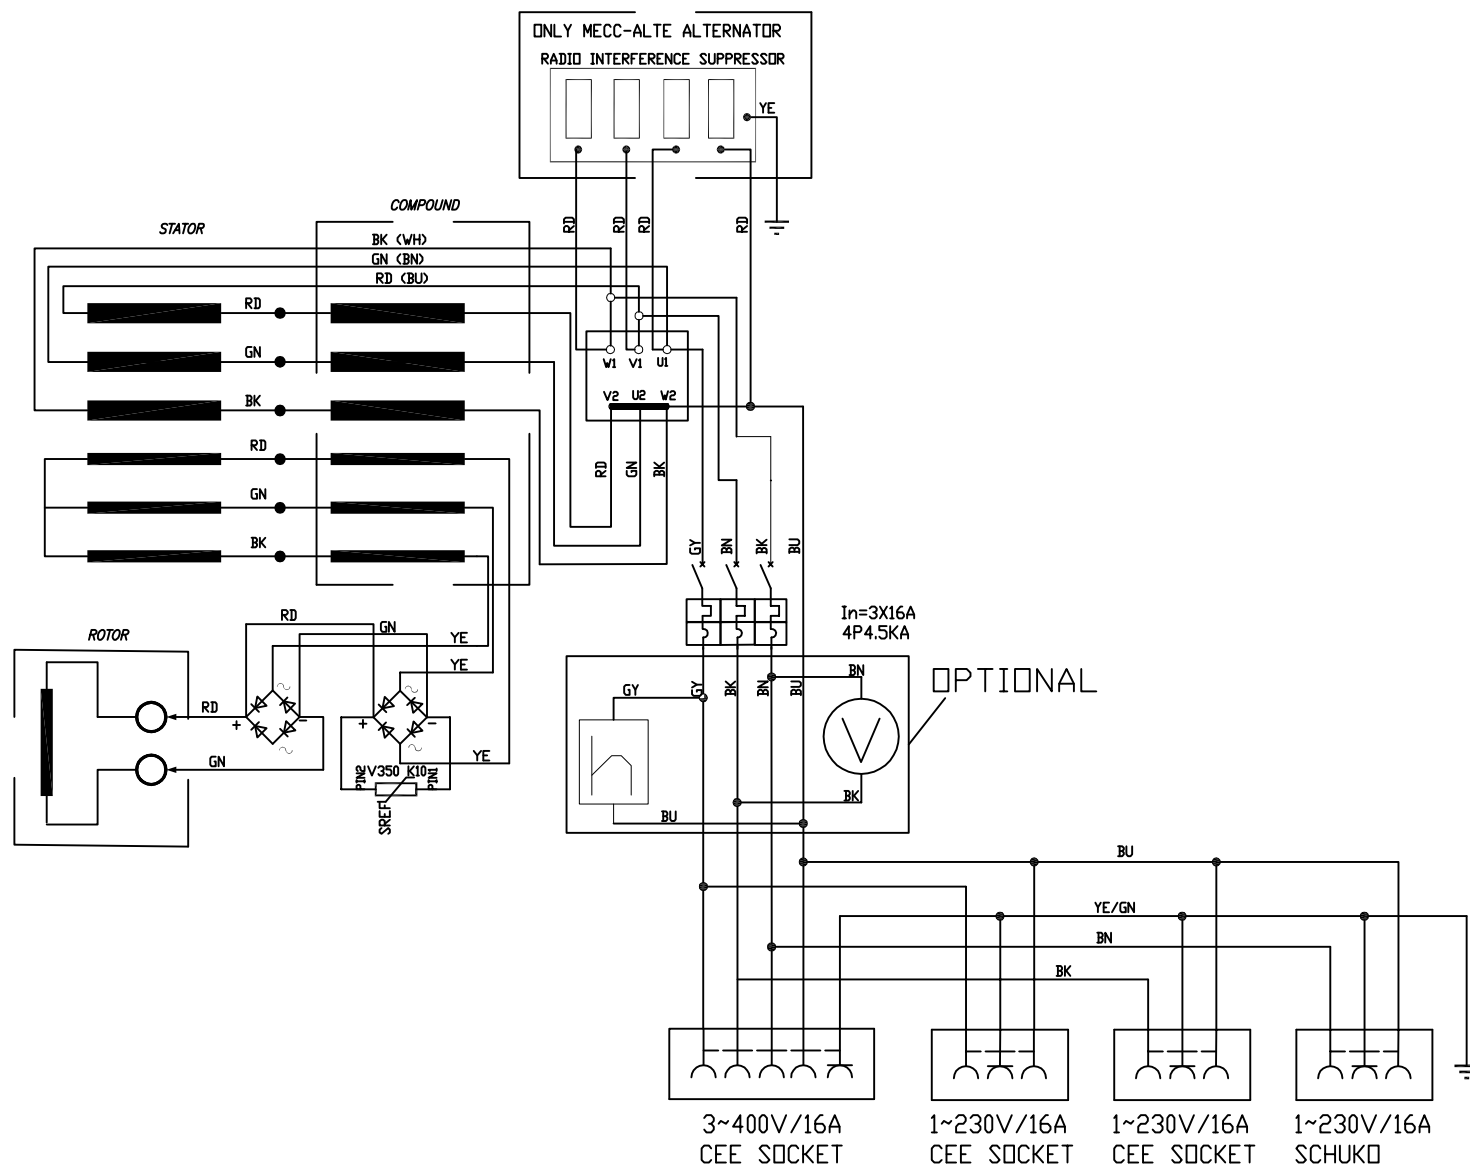 ONLY MECC-ALTE ALTERNATOR
RADIO INTERFERENCE SUPPRESSOR
YE
RD
RD
RD
RD
COMPOUND
STATOR
BK (WH)
GN (BN)
RD (BU)
RD
GN
BK
RD
GN
BK
W1 V1 U1
V2 U2 W2
RD
GN
BK
GY
BN
BK
BU
In=3X16A
4P4.5KA
ROTOR
RD
GN
YE
YE
RD
GN
YE
+ -
+ -
V350 K10
PIN2
PIN1
SREF
OPTIONAL
GY
GY
BK
BN
BU
BN
V
BK
BU
BU
YE/GN
BN
BK
3~400V/16A
CEE SOCKET
1~230V/16A
CEE SOCKET
1~230V/16A
CEE SOCKET
1~230V/16A
SCHUKO